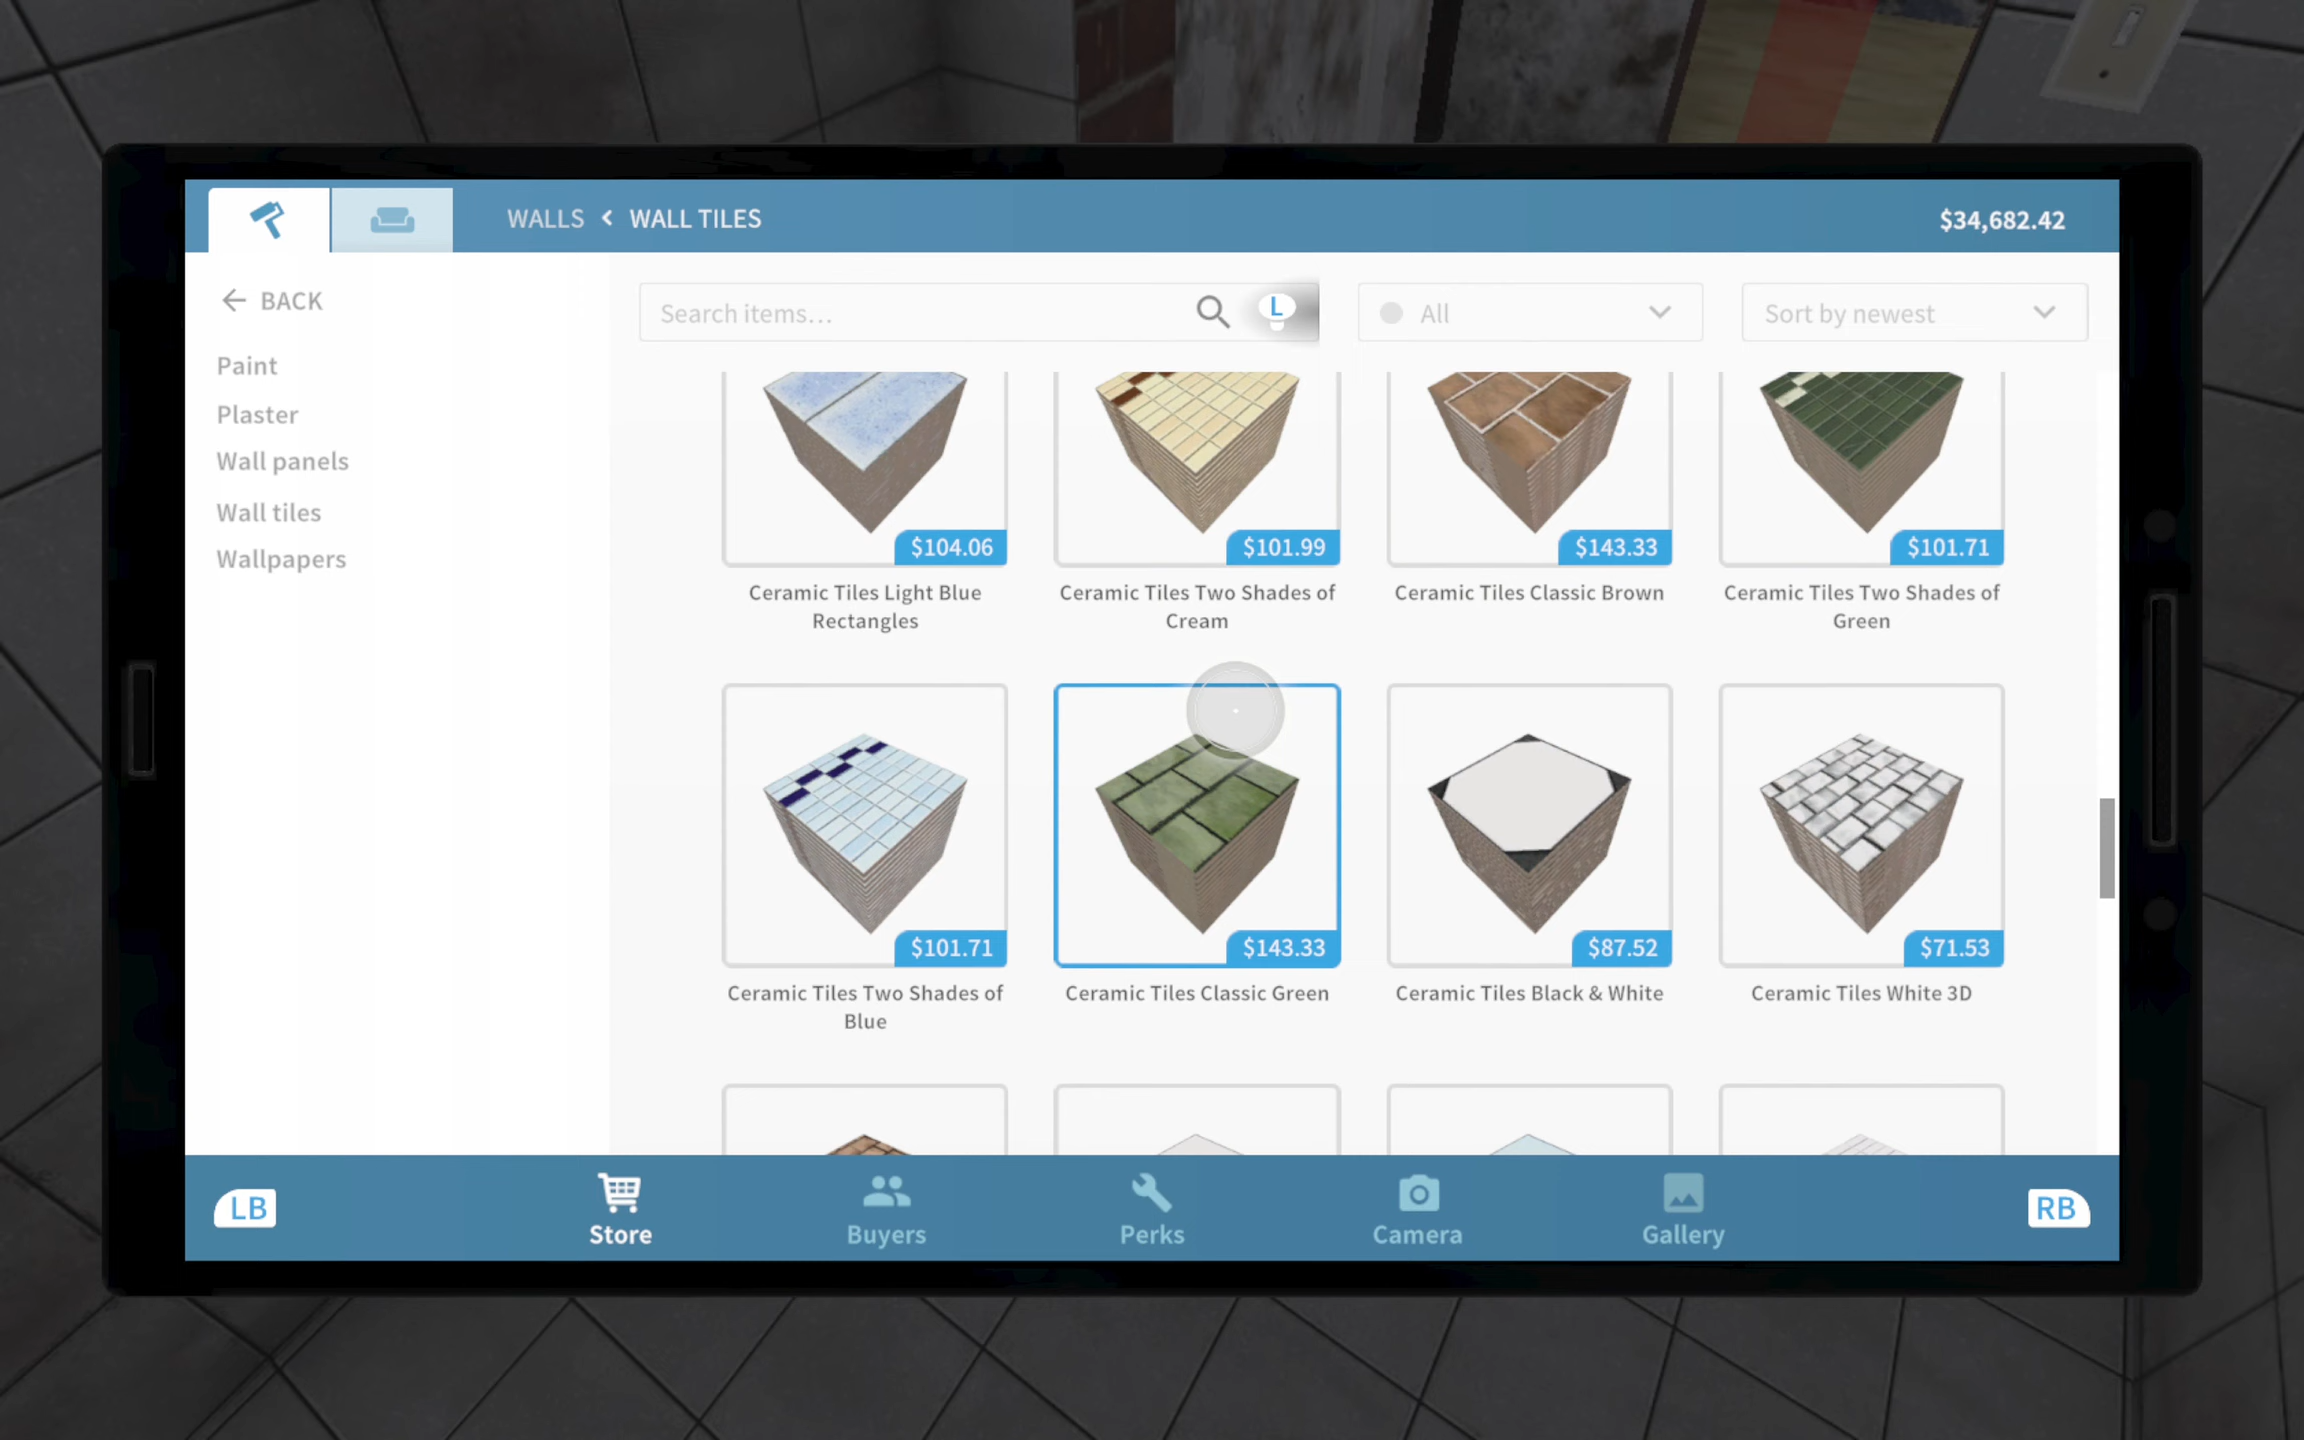 WALLS < WALL TILES
$34,682.42
BACK
Search items...
L
All
Sort by newest
Paint
Plaster
Wall panels
Wall tiles
Wallpapers
$104.06
$101.99
$143.33
$101.71
Ceramic Tiles Light Blue
Rectangles
Ceramic Tiles Two Shades of
Cream
Ceramic Tiles Classic Brown
Ceramic Tiles Two Shades of
Green
$101.71
$143.33
$87.52
$71.53
Ceramic Tiles Two Shades of
Blue
Ceramic Tiles Classic Green
Ceramic Tiles Black & White
Ceramic Tiles White 3D
LB
Store
Buyers
Perks
Camera
Gallery
RB